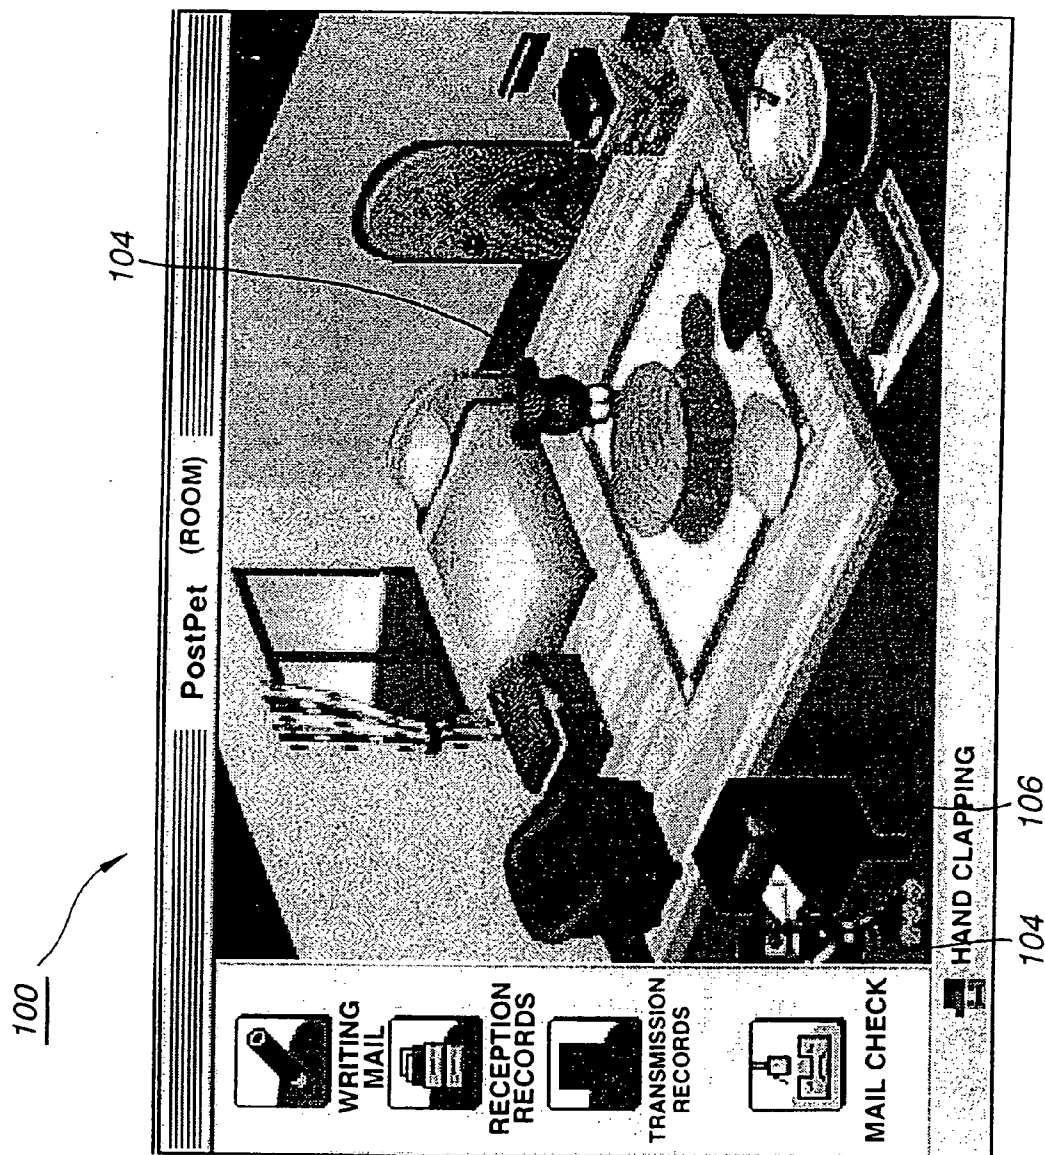 100
PostPet (ROOM)
104
WRITING
MAIL
RECEPTION
RECORDS
TRANSMISSION
RECORDS
MAIL CHECK
HAND CLAPPING
104
106